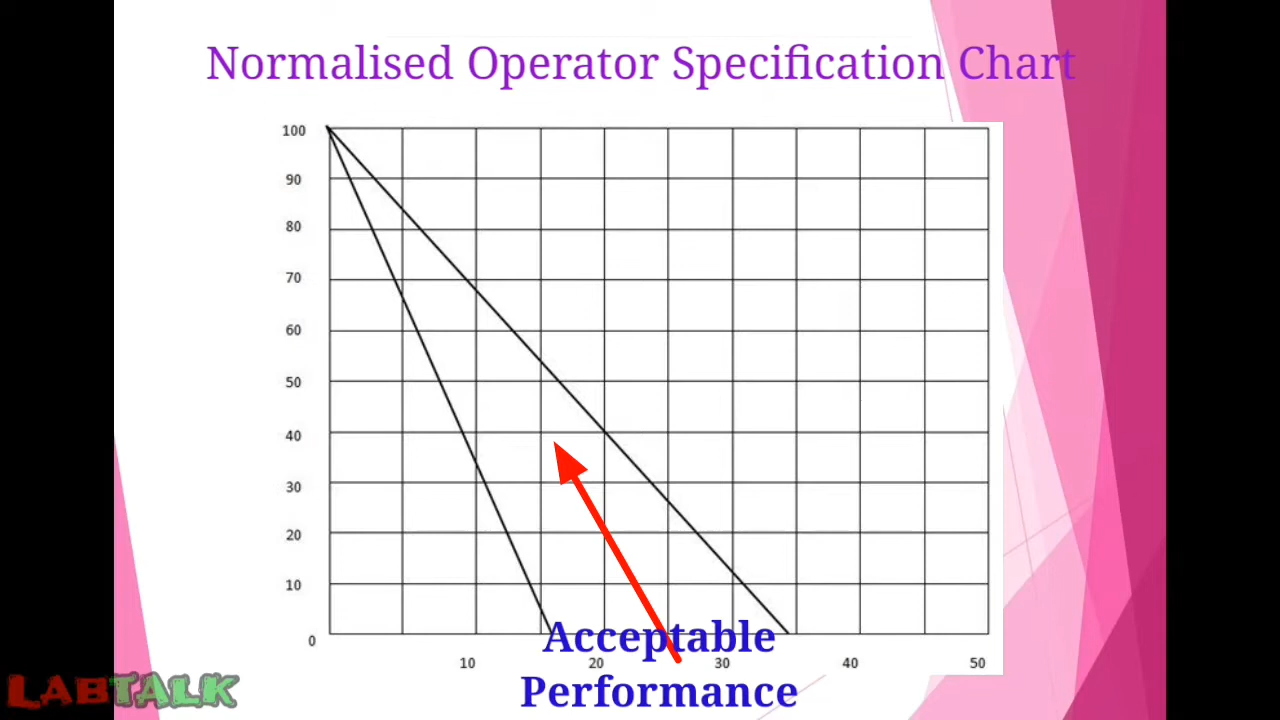 Normalised Operator Specification Chart
100
90
80
70
60
50
40
30
20
10
0
10 20 30 40 50
Acceptable
Performance
LABTALK